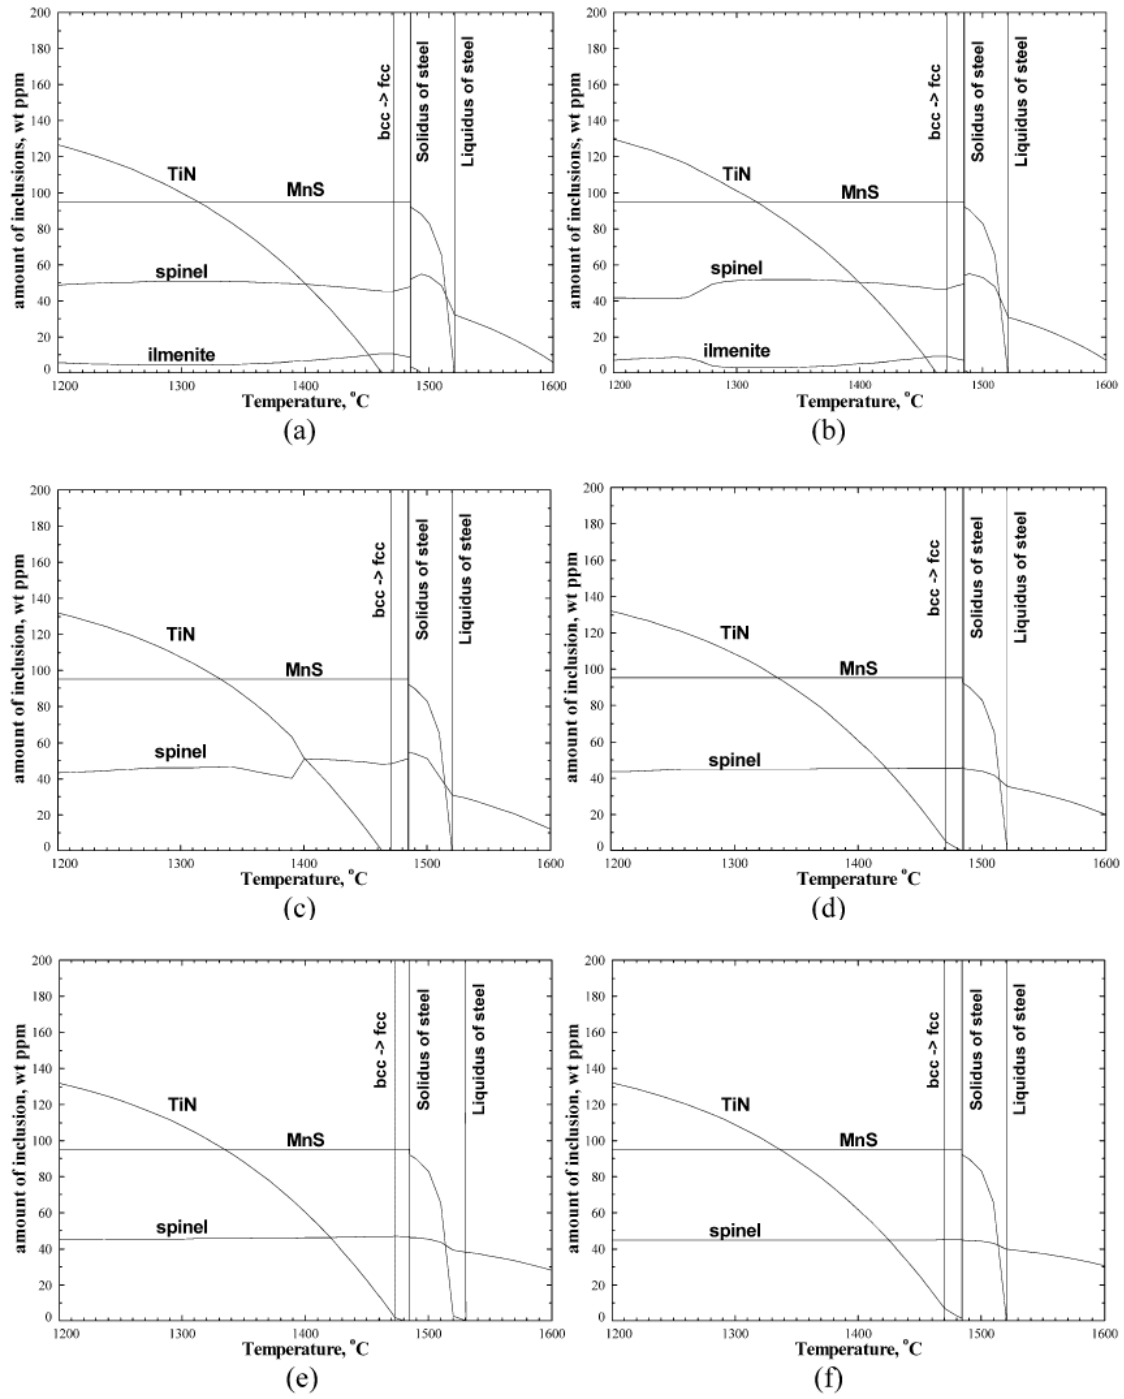 amount of inclusions, wt ppm
200
180
160
140
120
100
80
60
40
20
0
bcc -> fcc
Solidus of steel
Liquidus of steel
TiN
MnS
spinel
ilmenite
1200 1300 1400 1500 1600
Temperature, °C
(a)
amount of inclusions, wt ppm
200
180
160
140
120
100
80
60
40
20
0
bcc -> fcc
Solidus of steel
Liquidus of steel
TiN
MnS
spinel
ilmenite
1200 1300 1400 1500 1600
Temperature, °C
(b)
amount of inclusion, wt ppm
200
180
160
140
120
100
80
60
40
20
0
bcc -> fcc
Solidus of steel
Liquidus of steel
TiN
MnS
spinel
1200 1300 1400 1500 1600
Temperature, °C
(c)
amount of inclusion, wt ppm
200
180
160
140
120
100
80
60
40
20
0
bcc -> fcc
Solidus of steel
Liquidus of steel
TiN
MnS
spinel
1200 1300 1400 1500 1600
Temperature °C
(d)
amount of inclusion, wt ppm
200
180
160
140
120
100
80
60
40
20
0
bcc -> fcc
Solidus of steel
Liquidus of steel
TiN
MnS
spinel
1200 1300 1400 1500 1600
Temperature, °C
(e)
amount of inclusion, wt ppm
200
180
160
140
120
100
80
60
40
20
0
bcc -> fcc
Solidus of steel
Liquidus of steel
TiN
MnS
spinel
1200 1300 1400 1500 1600
Temperature, °C
(f)